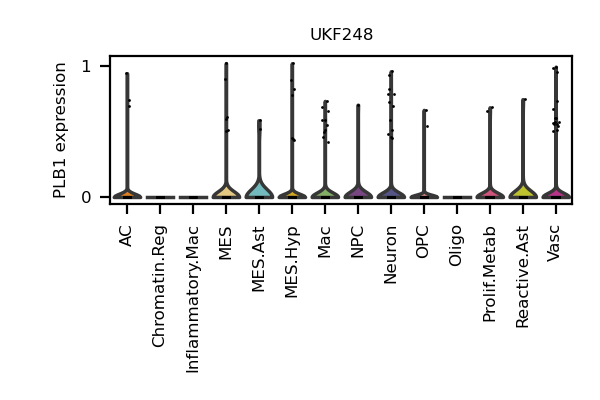 UKF248
PLB1 expression
1
0
AC
Chromatin.Reg
Inflammatory.Mac
MES
MES.Ast
MES.Hyp
Mac
NPC
Neuron
OPC
Oligo
Prolif.Metab
Reactive.Ast
Vasc